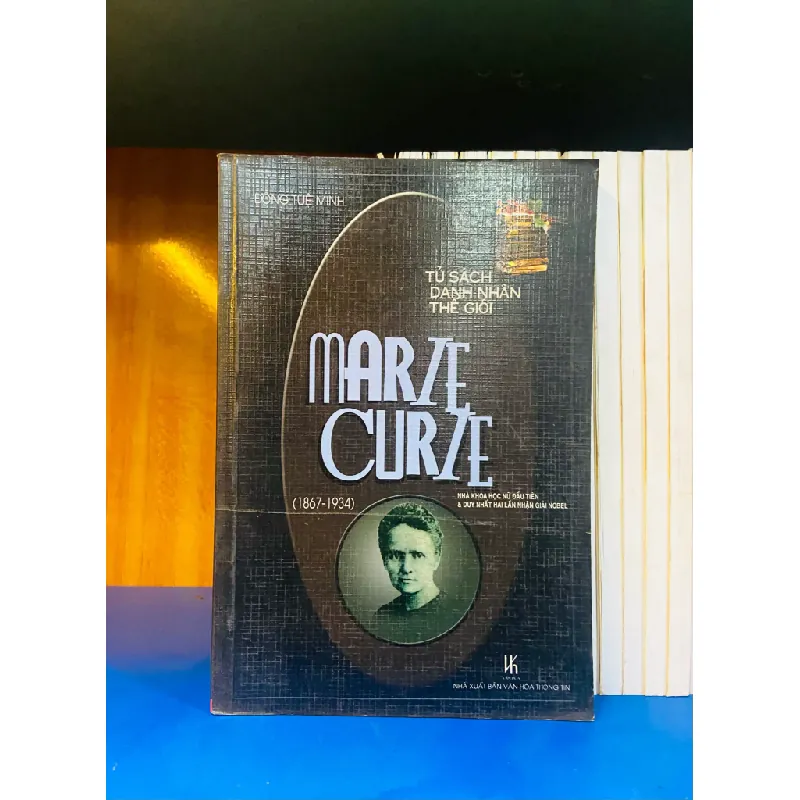 ĐỔNG TUỆ MINH
TỦ SÁCH
DANH NHÂN
THẾ GIỚI
MARIE
CURIE
(1867-1934)
NHÀ KHOA HỌC NỮ ĐẦU TIÊN
& DUY NHẤT HAI LẦN NHẬN GIẢI NOBEL
NHÀ XUẤT BẢN VĂN HÓA THÔNG TIN